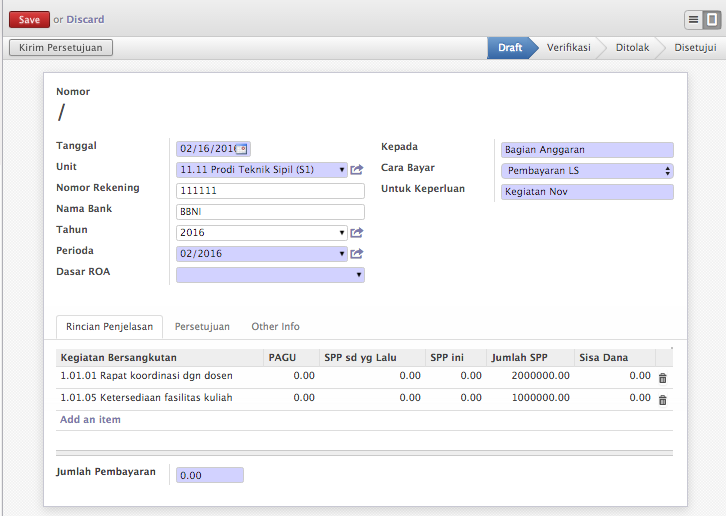 Save or Discard
Kirim Persetujuan Draft Verifikasi Ditolak Disetujui
Nomor
/
Tanggal 02/16/2016 Kepada Bagian Anggaran
Unit 11.11 Prodi Teknik Sipil (S1) Cara Bayar Pembayaran LS
Nomor Rekening 111111 Untuk Keperluan Kegiatan Nov
Nama Bank BBNI
Tahun 2016
Perioda 02/2016
Dasar ROA
Rincian Penjelasan Persetujuan Other Info
Kegiatan Bersangkutan PAGU SPP sd yg Lalu SPP ini Jumlah SPP Sisa Dana
1.01.01 Rapat koordinasi dgn dosen 0.00 0.00 0.00 2000000.00 0.00
1.01.05 Ketersediaan fasilitas kuliah 0.00 0.00 0.00 1000000.00 0.00
Add an item
Jumlah Pembayaran 0.00